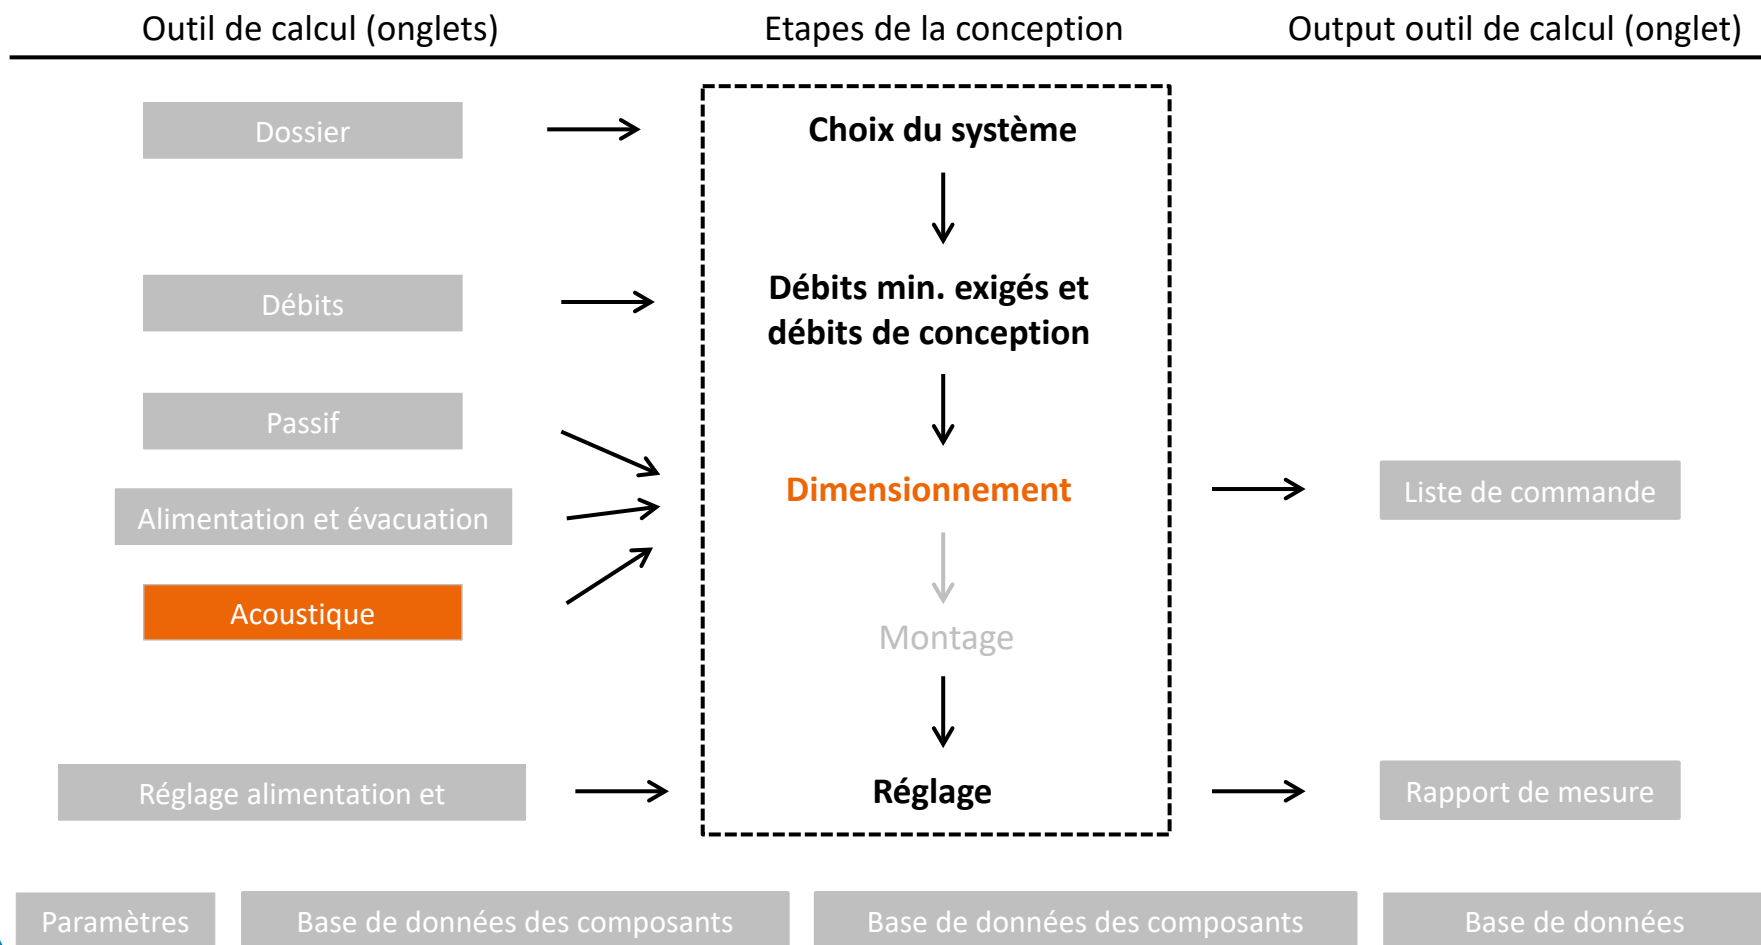 Outil de calcul (onglets)
Etapes de la conception
Output outil de calcul (onglet)
Dossier
Choix du système
Débits
Débits min. exigés et
débits de conception
Passif
Alimentation et évacuation
Dimensionnement
Liste de commande
Acoustique
Montage
Réglage alimentation et
Réglage
Rapport de mesure
Paramètres
Base de données des composants
Base de données des composants
Base de données